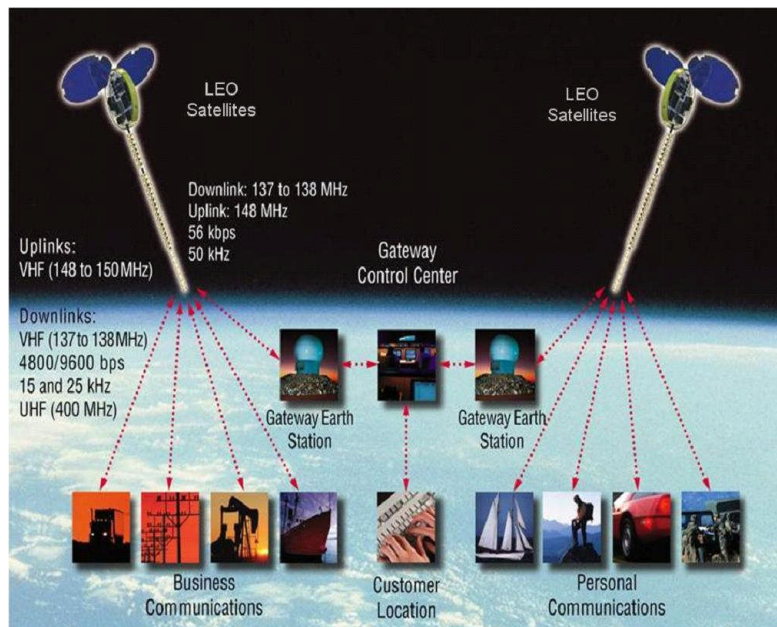 LEO
Satellites
LEO
Satellites
Downlink: 137 to 138 MHz
Uplink: 148 MHz
56 kbps
50 kHz
Uplinks:
VHF (148 to 150MHz)
Gateway
Control Center
Downlinks:
VHF (137 to 138MHz)
4800/9600 bps
15 and 25 kHz
UHF (400 MHz)
Gateway Earth
Station
Gateway Earth
Station
Business
Communications
Customer
Location
Personal
Communications